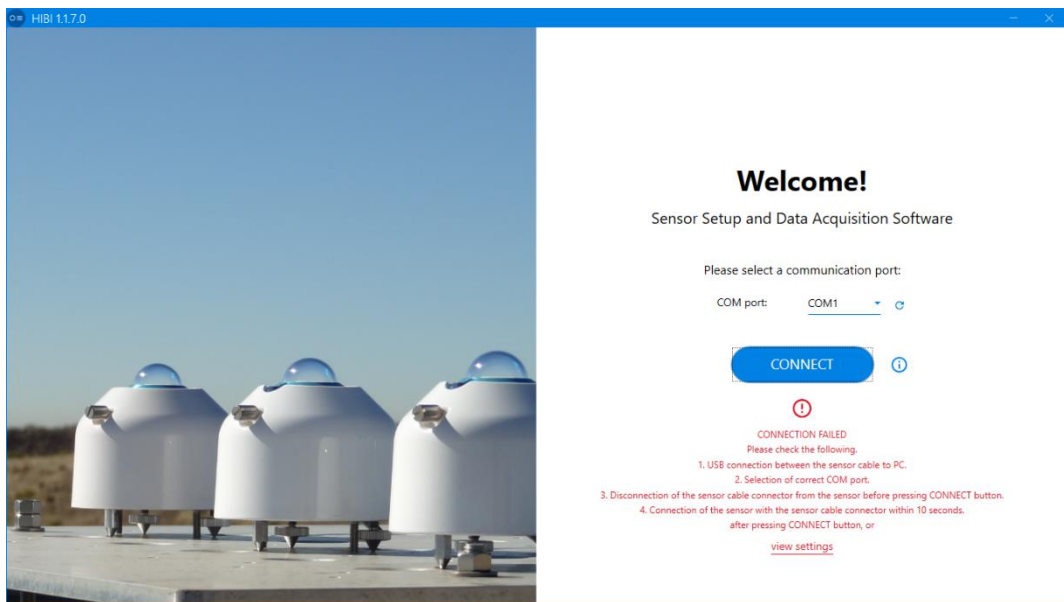 HIBI 1.1.7.0
Welcome!
Sensor Setup and Data Acquisition Software
Please select a communication port:
COM port: COM1
CONNECT
CONNECTION FAILED
Please check the following.
1. USB connection between the sensor cable to PC.
2. Selection of correct COM port.
3. Disconnection of the sensor cable connector from the sensor before pressing CONNECT button.
4. Connection of the sensor with the sensor cable connector within 10 seconds.
after pressing CONNECT button, or
view settings